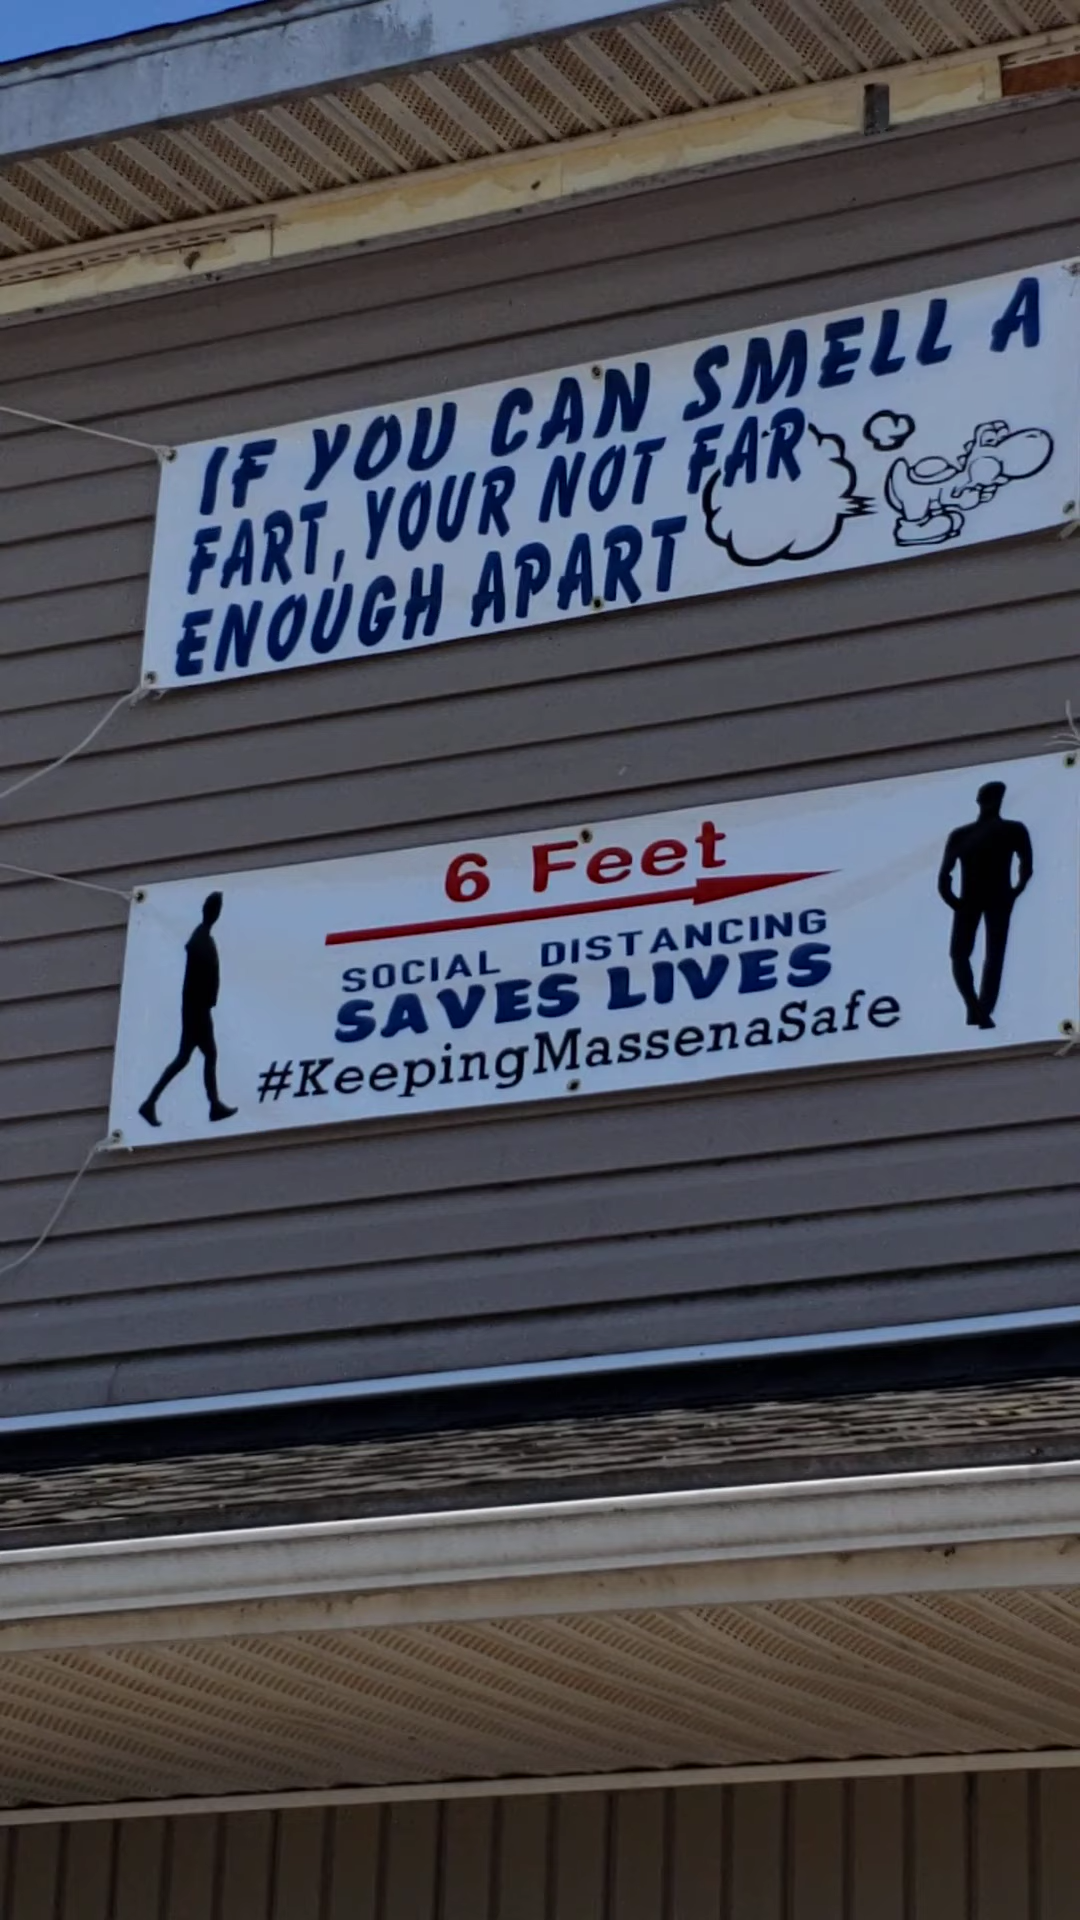 IF YOU CAN SMELL A
FART, YOUR NOT FAR
ENOUGH APART
6 Feet
SOCIAL DISTANCING
SAVES LIVES
#KeepingMassenaSafe